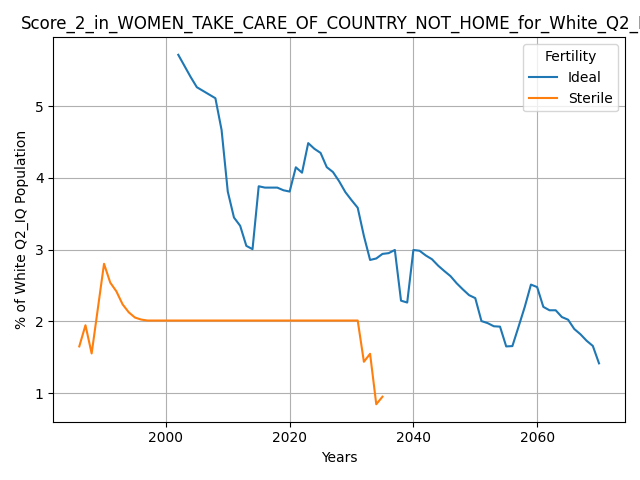 Score_2_in_WOMEN_TAKE_CARE_OF_COUNTRY_NOT_HOME_for_White_Q2_I
Fertility
Ideal
Sterile
% of White Q2_IQ Population
5
4
3
2
1
2000 2020 2040 2060
Years